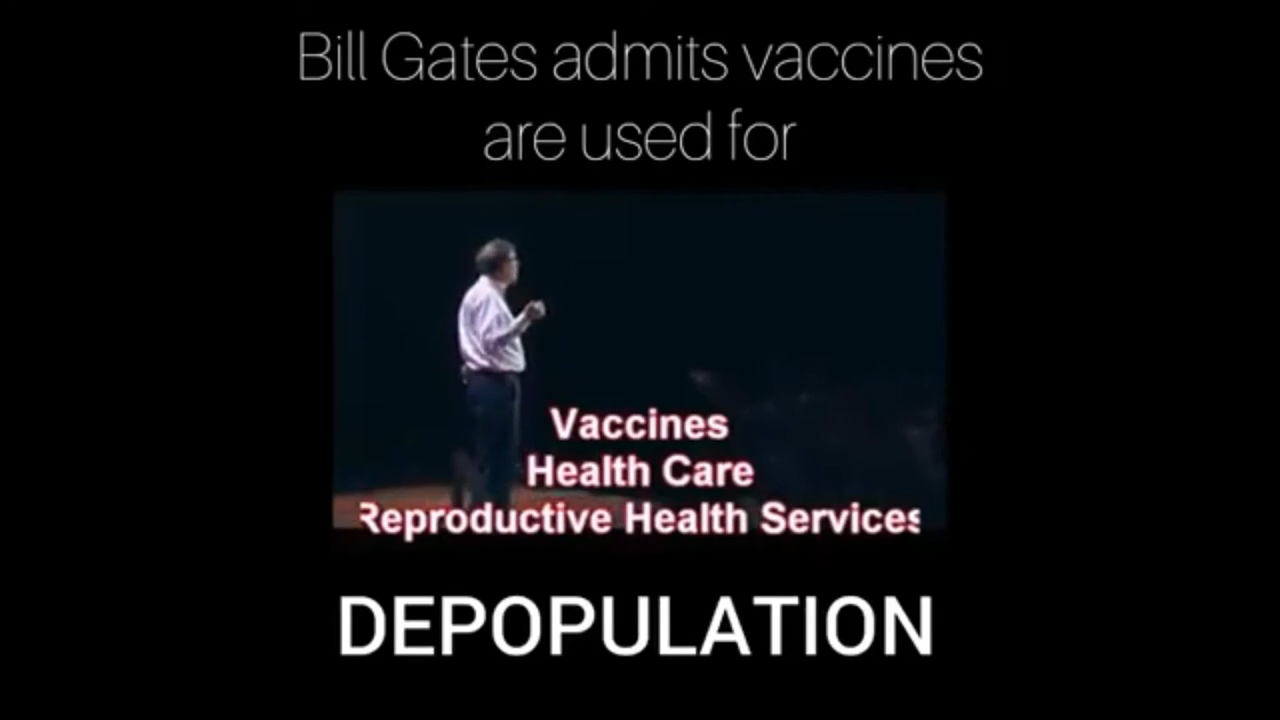 Bill Gates admits vaccines
are used for
Vaccines
Health Care
Reproductive Health Services
DEPOPULATION